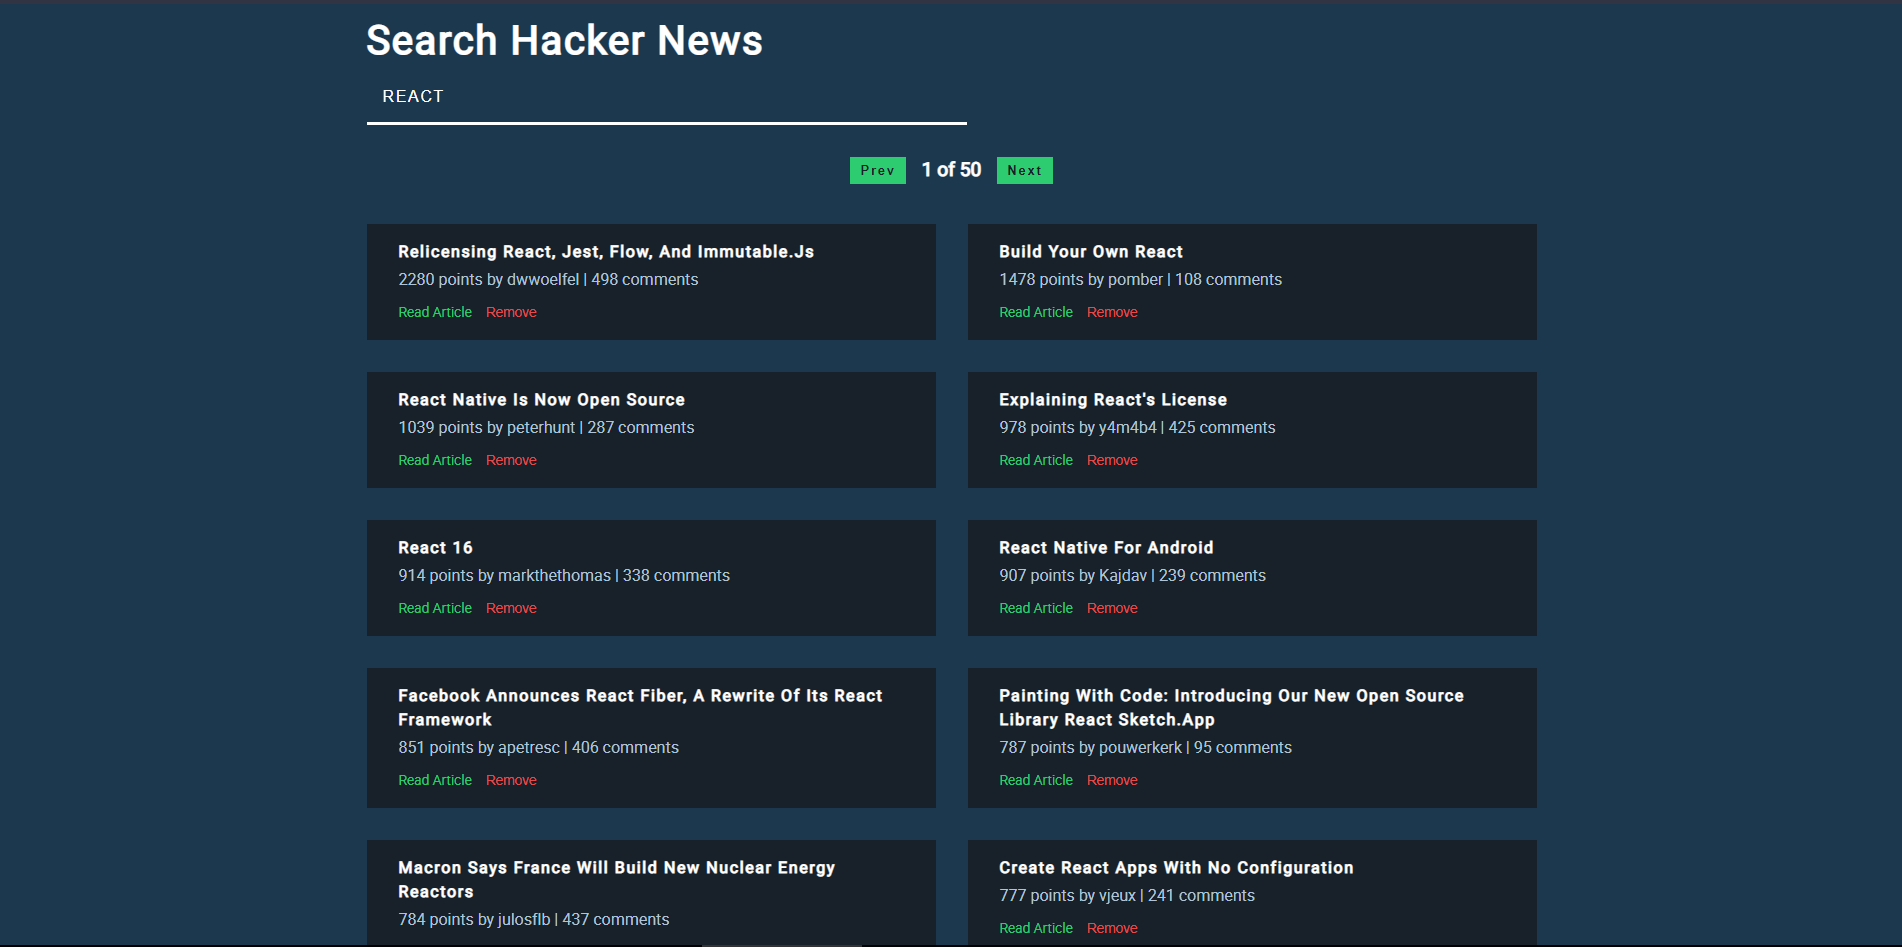 Search Hacker News
REACT
Prev 1 of 50 Next
Relicensing React, Jest, Flow, And Immutable.Js
2280 points by dwwoelfel | 498 comments
Read Article Remove
Build Your Own React
1478 points by pomber | 108 comments
Read Article Remove
React Native Is Now Open Source
1039 points by peterhunt | 287 comments
Read Article Remove
Explaining React's License
978 points by y4m4b4 | 425 comments
Read Article Remove
React 16
914 points by markthethomas | 338 comments
Read Article Remove
React Native For Android
907 points by Kajdav | 239 comments
Read Article Remove
Facebook Announces React Fiber, A Rewrite Of Its React
Framework
851 points by apetresc | 406 comments
Read Article Remove
Painting With Code: Introducing Our New Open Source
Library React Sketch.App
787 points by pouwerkerk | 95 comments
Read Article Remove
Macron Says France Will Build New Nuclear Energy
Reactors
784 points by julosflb | 437 comments
Create React Apps With No Configuration
777 points by vjeux | 241 comments
Read Article Remove